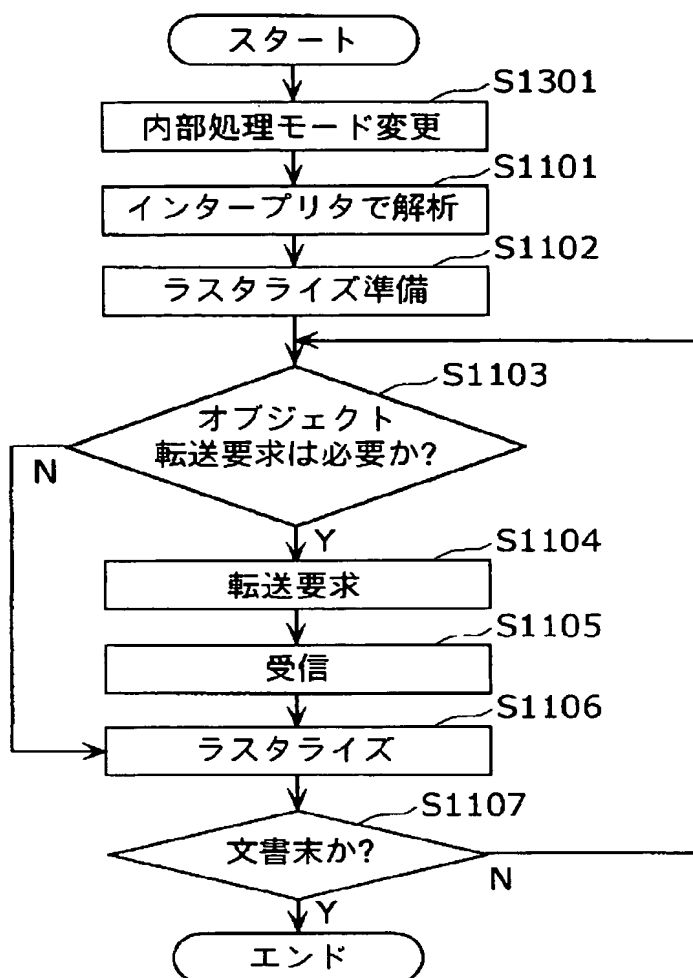 スタート
S1301
内部処理モード変更
S1101
インタープリタで解析
S1102
ラスタライズ準備
S1103
オブジェクト
転送要求は必要か?
N
Y
S1104
転送要求
S1105
受信
S1106
ラスタライズ
S1107
文書末か?
N
Y
エンド